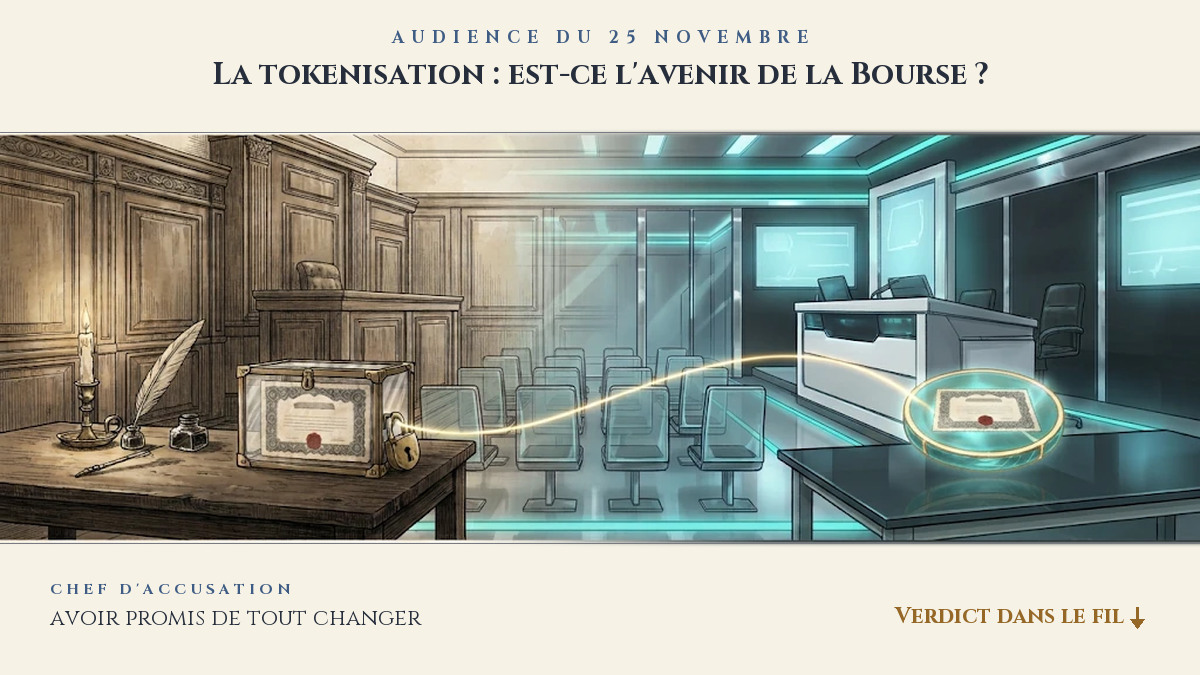 AUDIENCE DU 25 NOVEMBRE
La tokenisation : est-ce l'avenir de la Bourse ?
CHEF D'ACCUSATION
AVOIR PROMIS DE TOUT CHANGER
Verdict dans le fil ↓